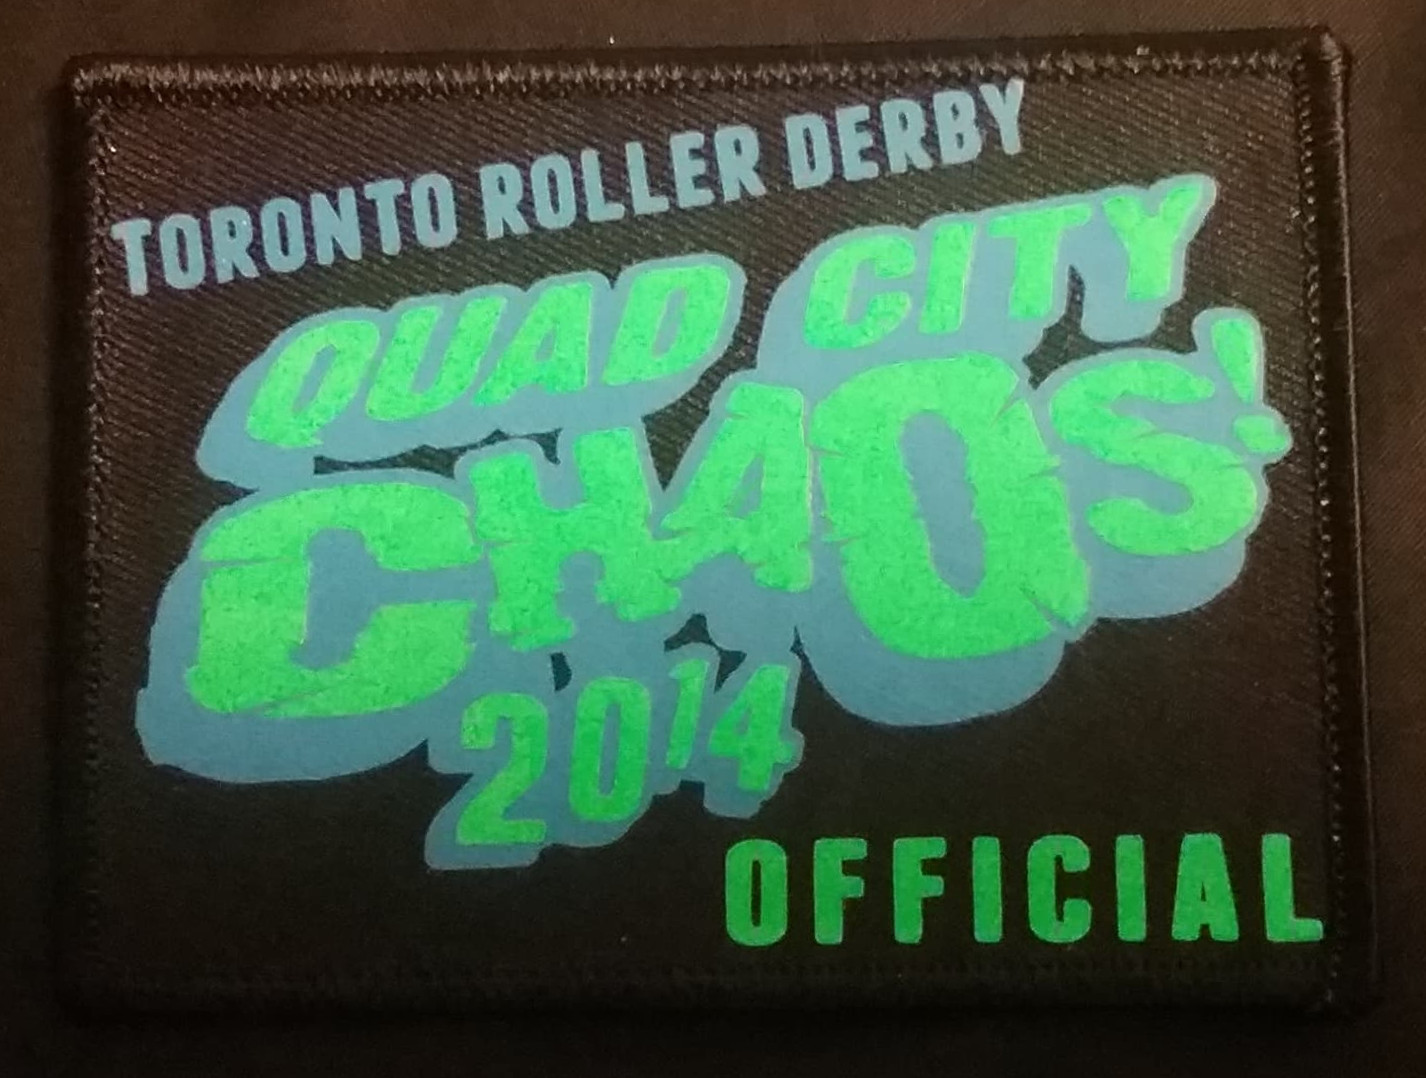 TORONTO ROLLER DERBY
QUAD CITY
CHAOS!
2014
OFFICIAL